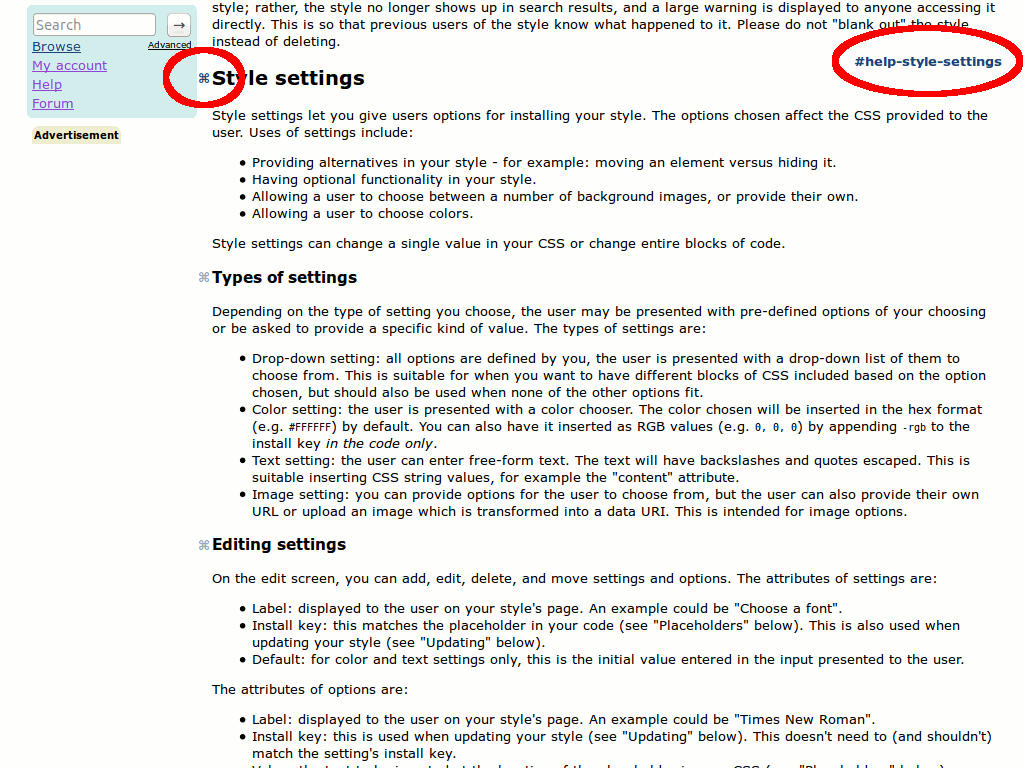 style; rather, the style no longer shows up in search results, and a large warning is displayed to anyone accessing it
directly. This is so that previous users of the style know what happened to it. Please do not "blank out" the style
instead of deleting.
Search
→
Browse
Advanced
My account
Help
Forum
Advertisement
#help-style-settings
⌘Style settings
Style settings let you give users options for installing your style. The options chosen affect the CSS provided to the
user. Uses of settings include:
• Providing alternatives in your style - for example: moving an element versus hiding it.
• Having optional functionality in your style.
• Allowing a user to choose between a number of background images, or provide their own.
• Allowing a user to choose colors.
Style settings can change a single value in your CSS or change entire blocks of code.
⌘Types of settings
Depending on the type of setting you choose, the user may be presented with pre-defined options of your choosing
or be asked to provide a specific kind of value. The types of settings are:
• Drop-down setting: all options are defined by you, the user is presented with a drop-down list of them to
choose from. This is suitable for when you want to have different blocks of CSS included based on the option
chosen, but should also be used when none of the other options fit.
• Color setting: the user is presented with a color chooser. The color chosen will be inserted in the hex format
(e.g. #FFFFFF) by default. You can also have it inserted as RGB values (e.g. 0, 0, 0) by appending -rgb to the
install key in the code only.
• Text setting: the user can enter free-form text. The text will have backslashes and quotes escaped. This is
suitable inserting CSS string values, for example the "content" attribute.
• Image setting: you can provide options for the user to choose from, but the user can also provide their own
URL or upload an image which is transformed into a data URI. This is intended for image options.
⌘Editing settings
On the edit screen, you can add, edit, delete, and move settings and options. The attributes of settings are:
• Label: displayed to the user on your style's page. An example could be "Choose a font".
• Install key: this matches the placeholder in your code (see "Placeholders" below). This is also used when
updating your style (see "Updating" below).
• Default: for color and text settings only, this is the initial value entered in the input presented to the user.
The attributes of options are:
• Label: displayed to the user on your style's page. An example could be "Times New Roman".
• Install key: this is used when updating your style (see "Updating" below). This doesn't need to (and shouldn't)
match the setting's install key.